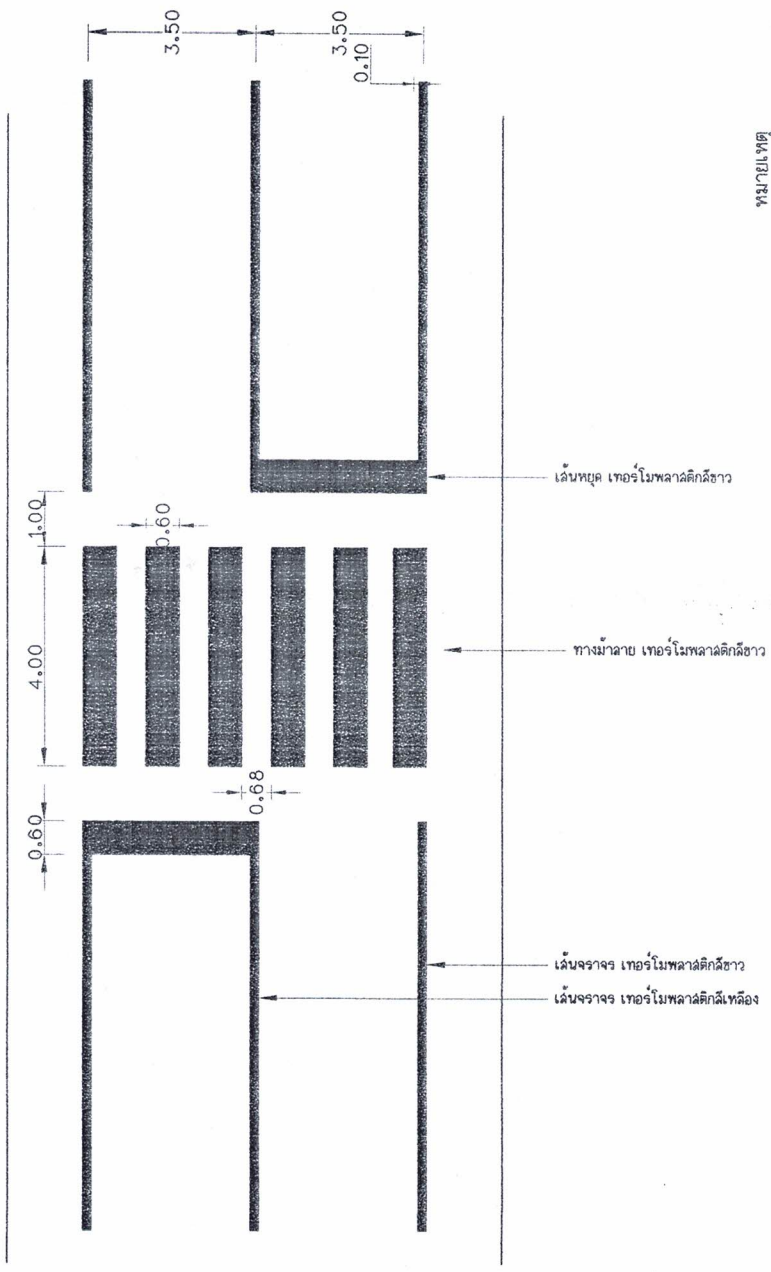 3.50
3.50
0.10
หมายเหตุ
เส้นหยุด เทอร์โมพลาสติกสีขาว
1.00
0.60
4.00
ทางม้าลาย เทอร์โมพลาสติกสีขาว
0.68
0.60
เส้นจราจร เทอร์โมพลาสติกสีขาว
เส้นจราจร เทอร์โมพลาสติกสีเหลือง